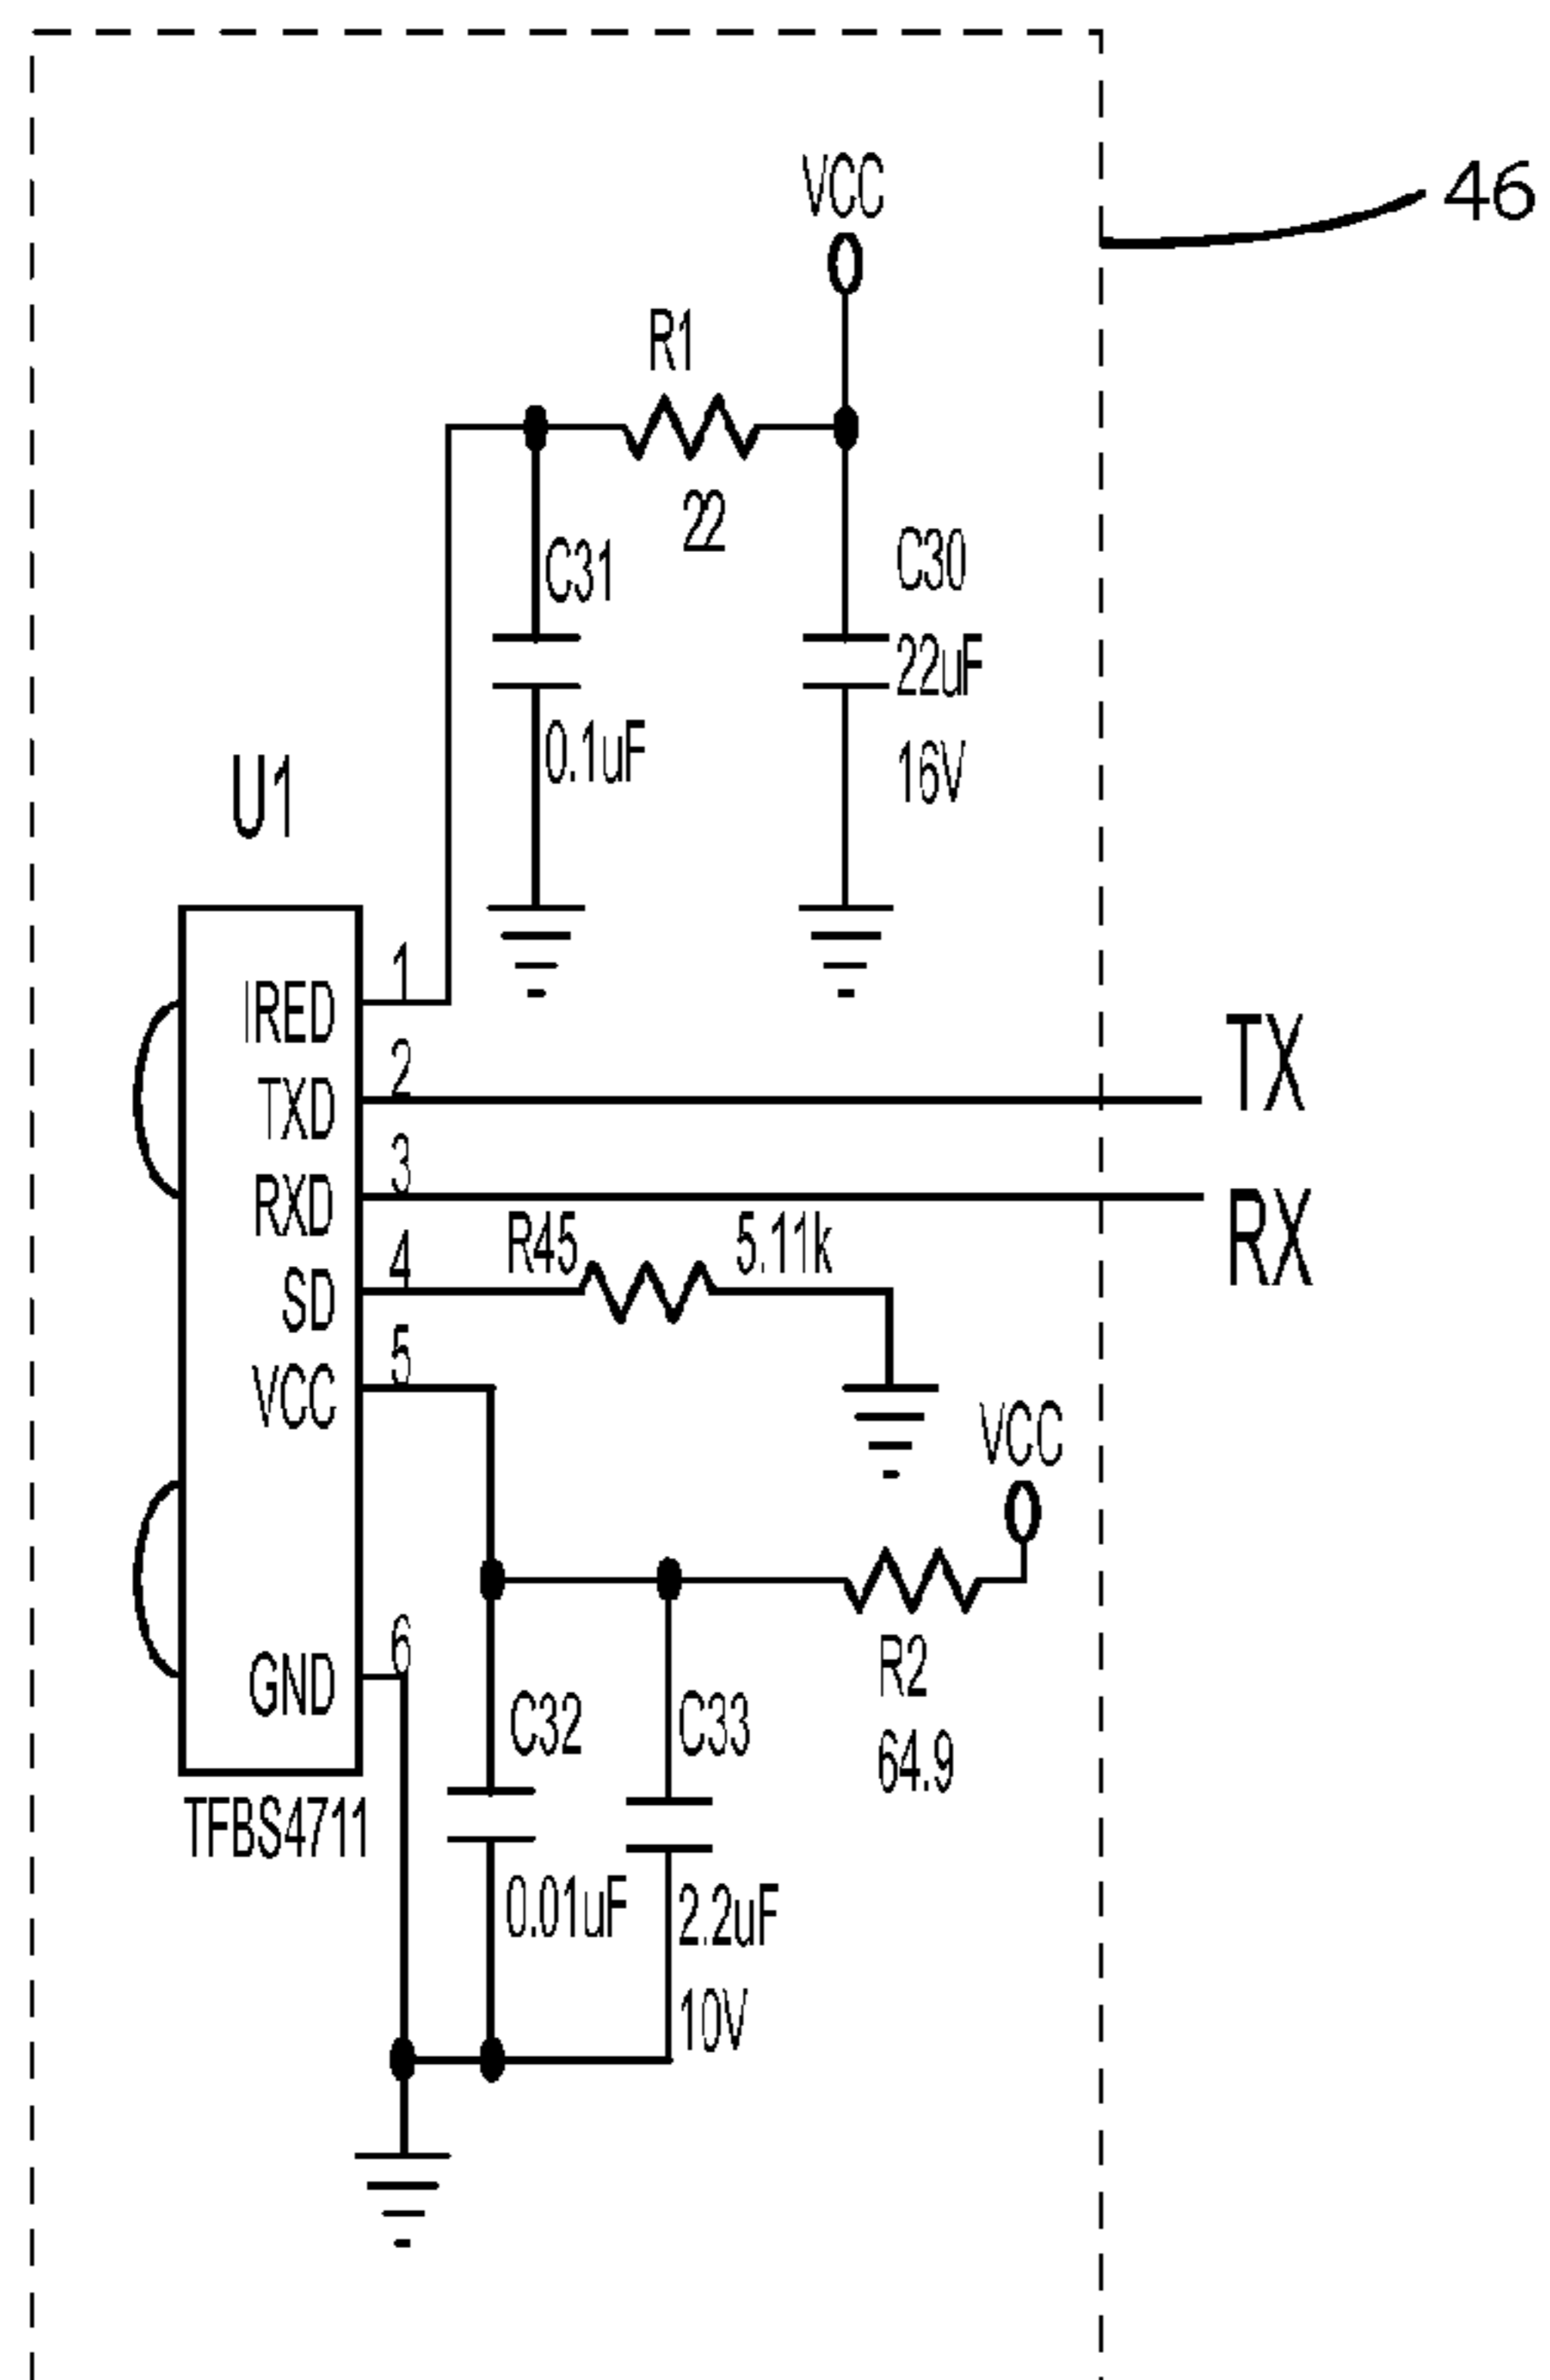 46
VCC
R1
22
C31
0.1uF
C30
22uF
16V
U1
IRED
1
TXD
2
TX
RXD
3
RX
SD
4
R45
5.11k
VCC
5
VCC
GND
6
R2
64.9
C32
0.01uF
C33
2.2uF
10V
TFBS4711